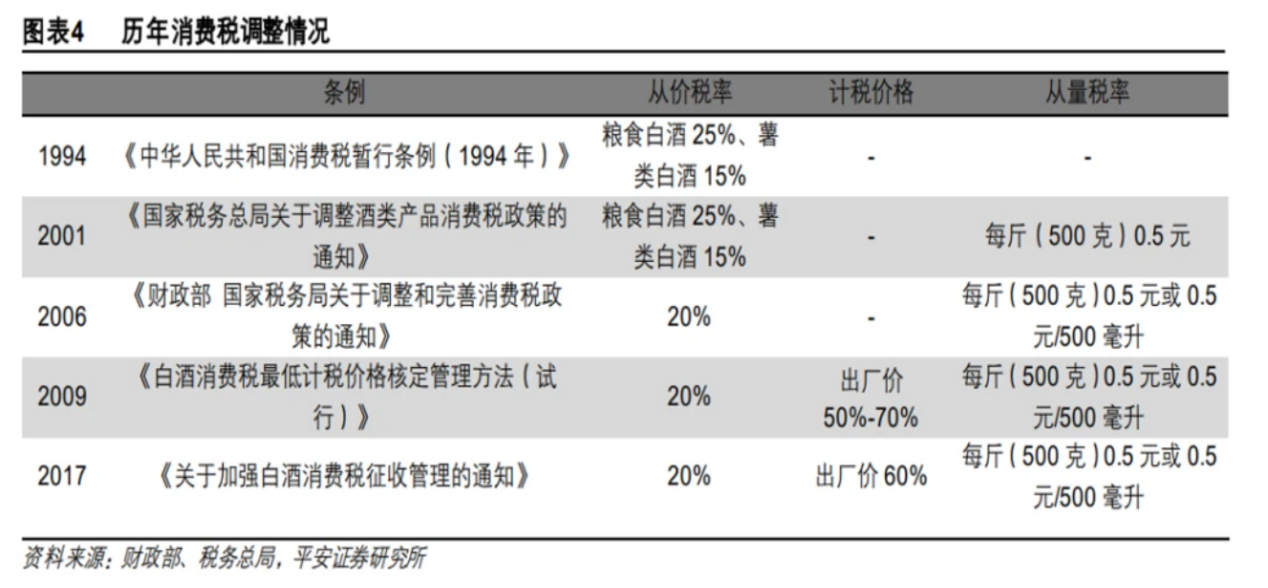 图表4 历年消费税调整情况
条例 从价税率 计税价格 从量税率
1994 《中华人民共和国消费税暂行条例（1994 年）》 粮食白酒 25%、薯 - -
类白酒 15%
2001 《国家税务总局关于调整酒类产品消费税政策的 粮食白酒 25%、薯 - 每斤（500 克）0.5 元
通知》 类白酒 15%
2006 《财政部 国家税务局关于调整和完善消费税政 20% - 每斤（500 克）0.5 元或 0.5
策的通知》 元/500 毫升
2009 《白酒消费税最低计税价格核定管理方法（试 20% 出厂价 每斤（500 克）0.5 元或 0.5
行）》 50%-70% 元/500 毫升
2017 《关于加强白酒消费税征收管理的通知》 20% 出厂价 60% 每斤（500 克）0.5 元或 0.5
元/500 毫升
资料来源：财政部、税务总局，平安证券研究所